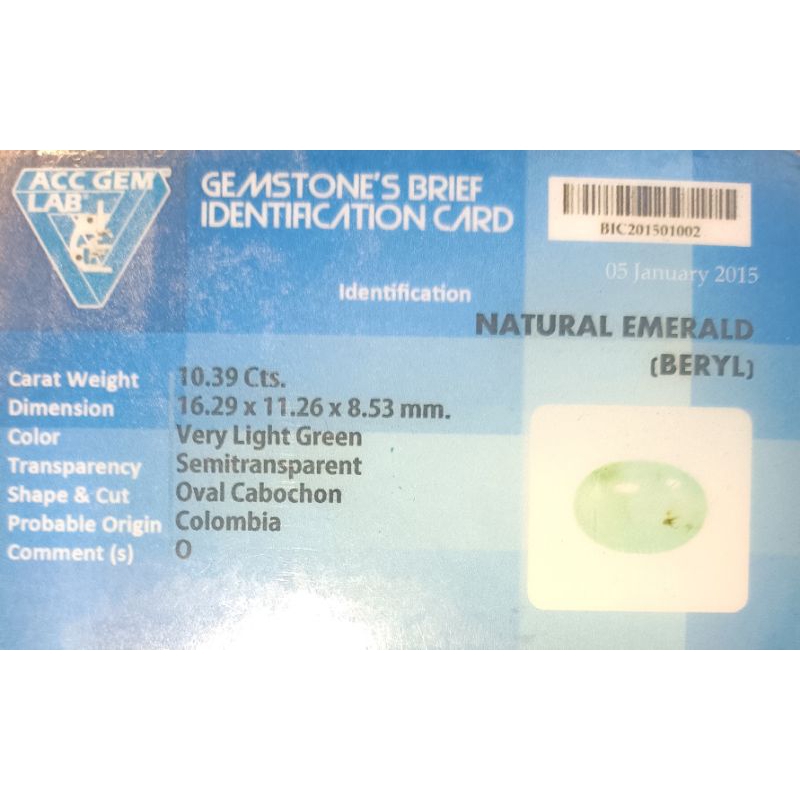 ACC GEM
LAB
GEMSTONE'S BRIEF
IDENTIFICATION CARD
BIC201501002
05 January 2015
Identification
NATURAL EMERALD
(BERYL)
Carat Weight 10.39 Cts.
Dimension 16.29 x 11.26 x 8.53 mm.
Color Very Light Green
Transparency Semitransparent
Shape & Cut Oval Cabochon
Probable Origin Colombia
Comment (s) O